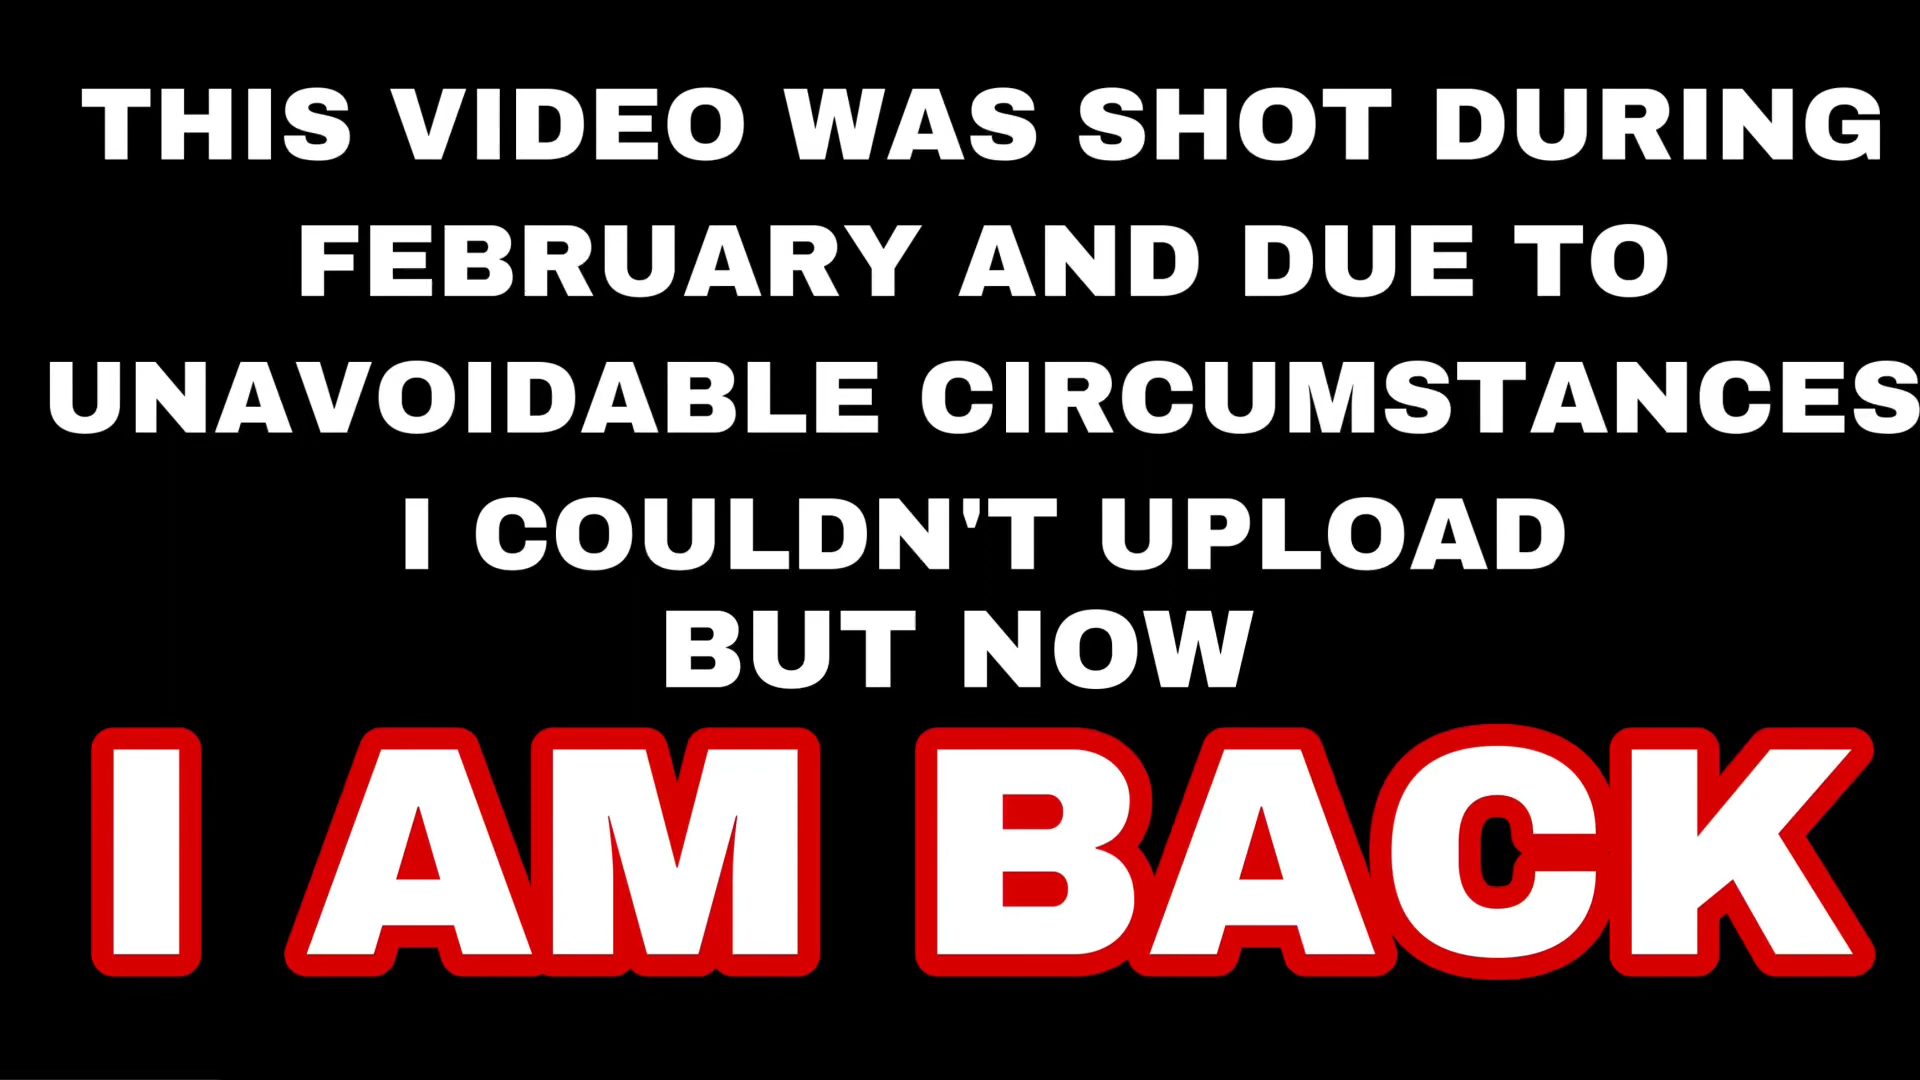 THIS VIDEO WAS SHOT DURING
FEBRUARY AND DUE TO
UNAVOIDABLE CIRCUMSTANCES
I COULDN'T UPLOAD
BUT NOW
I AM BACK